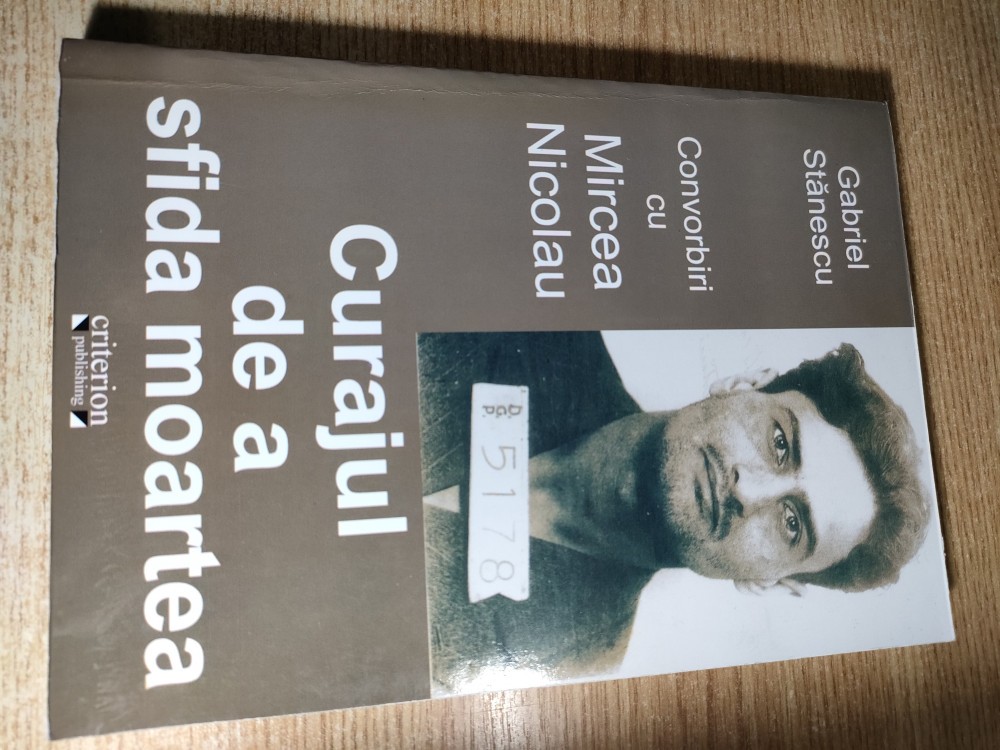 Gabriel
Stănescu
Convorbiri
cu
Mircea
Nicolau
D.
G.
P.
5178
Curajul
de a
sfida moartea
criterion
publishing